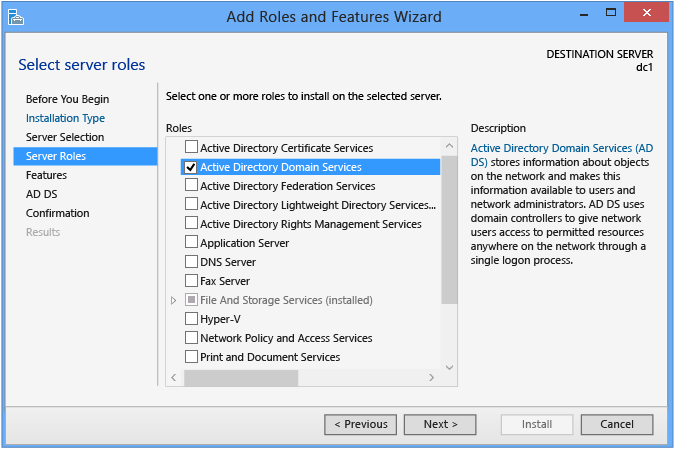 Add Roles and Features Wizard
Select server roles
DESTINATION SERVER
dc1
Before You Begin
Installation Type
Server Selection
Server Roles
Features
AD DS
Confirmation
Results
Select one or more roles to install on the selected server.
Roles
Active Directory Certificate Services
Active Directory Domain Services
Active Directory Federation Services
Active Directory Lightweight Directory Services...
Active Directory Rights Management Services
Application Server
DNS Server
Fax Server
File And Storage Services (installed)
Hyper-V
Network Policy and Access Services
Print and Document Services
Description
Active Directory Domain Services (AD
DS) stores information about objects
on the network and makes this
information available to users and
network administrators. AD DS uses
domain controllers to give network
users access to permitted resources
anywhere on the network through a
single logon process.
< Previous
Next >
Install
Cancel